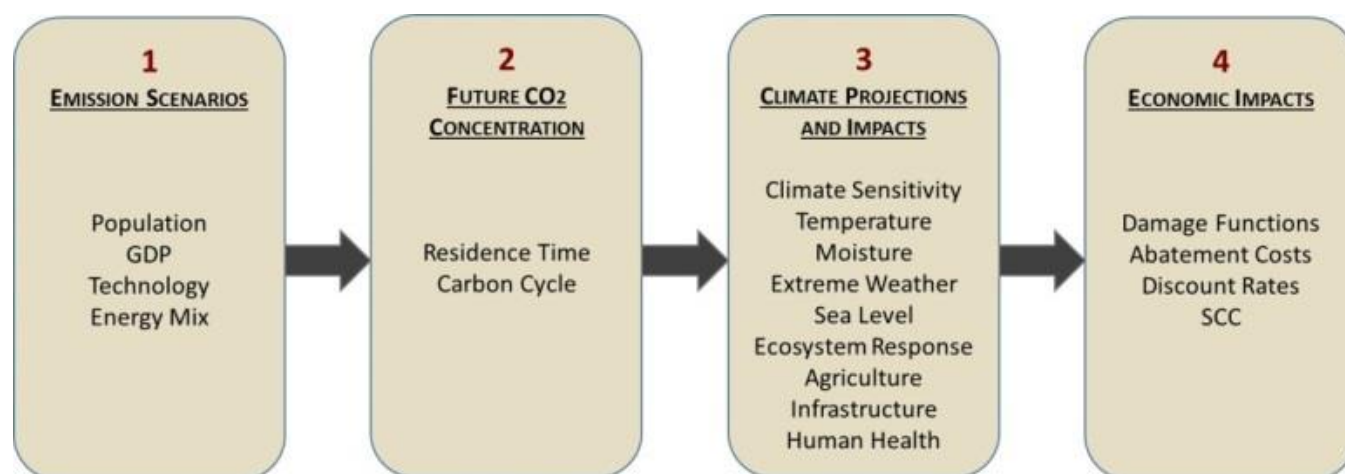 1
EMISSION SCENARIOS
Population
GDP
Technology
Energy Mix
2
FUTURE CO2
CONCENTRATION
Residence Time
Carbon Cycle
3
CLIMATE PROJECTIONS
AND IMPACTS
Climate Sensitivity
Temperature
Moisture
Extreme Weather
Sea Level
Ecosystem Response
Agriculture
Infrastructure
Human Health
4
ECONOMIC IMPACTS
Damage Functions
Abatement Costs
Discount Rates
SCC